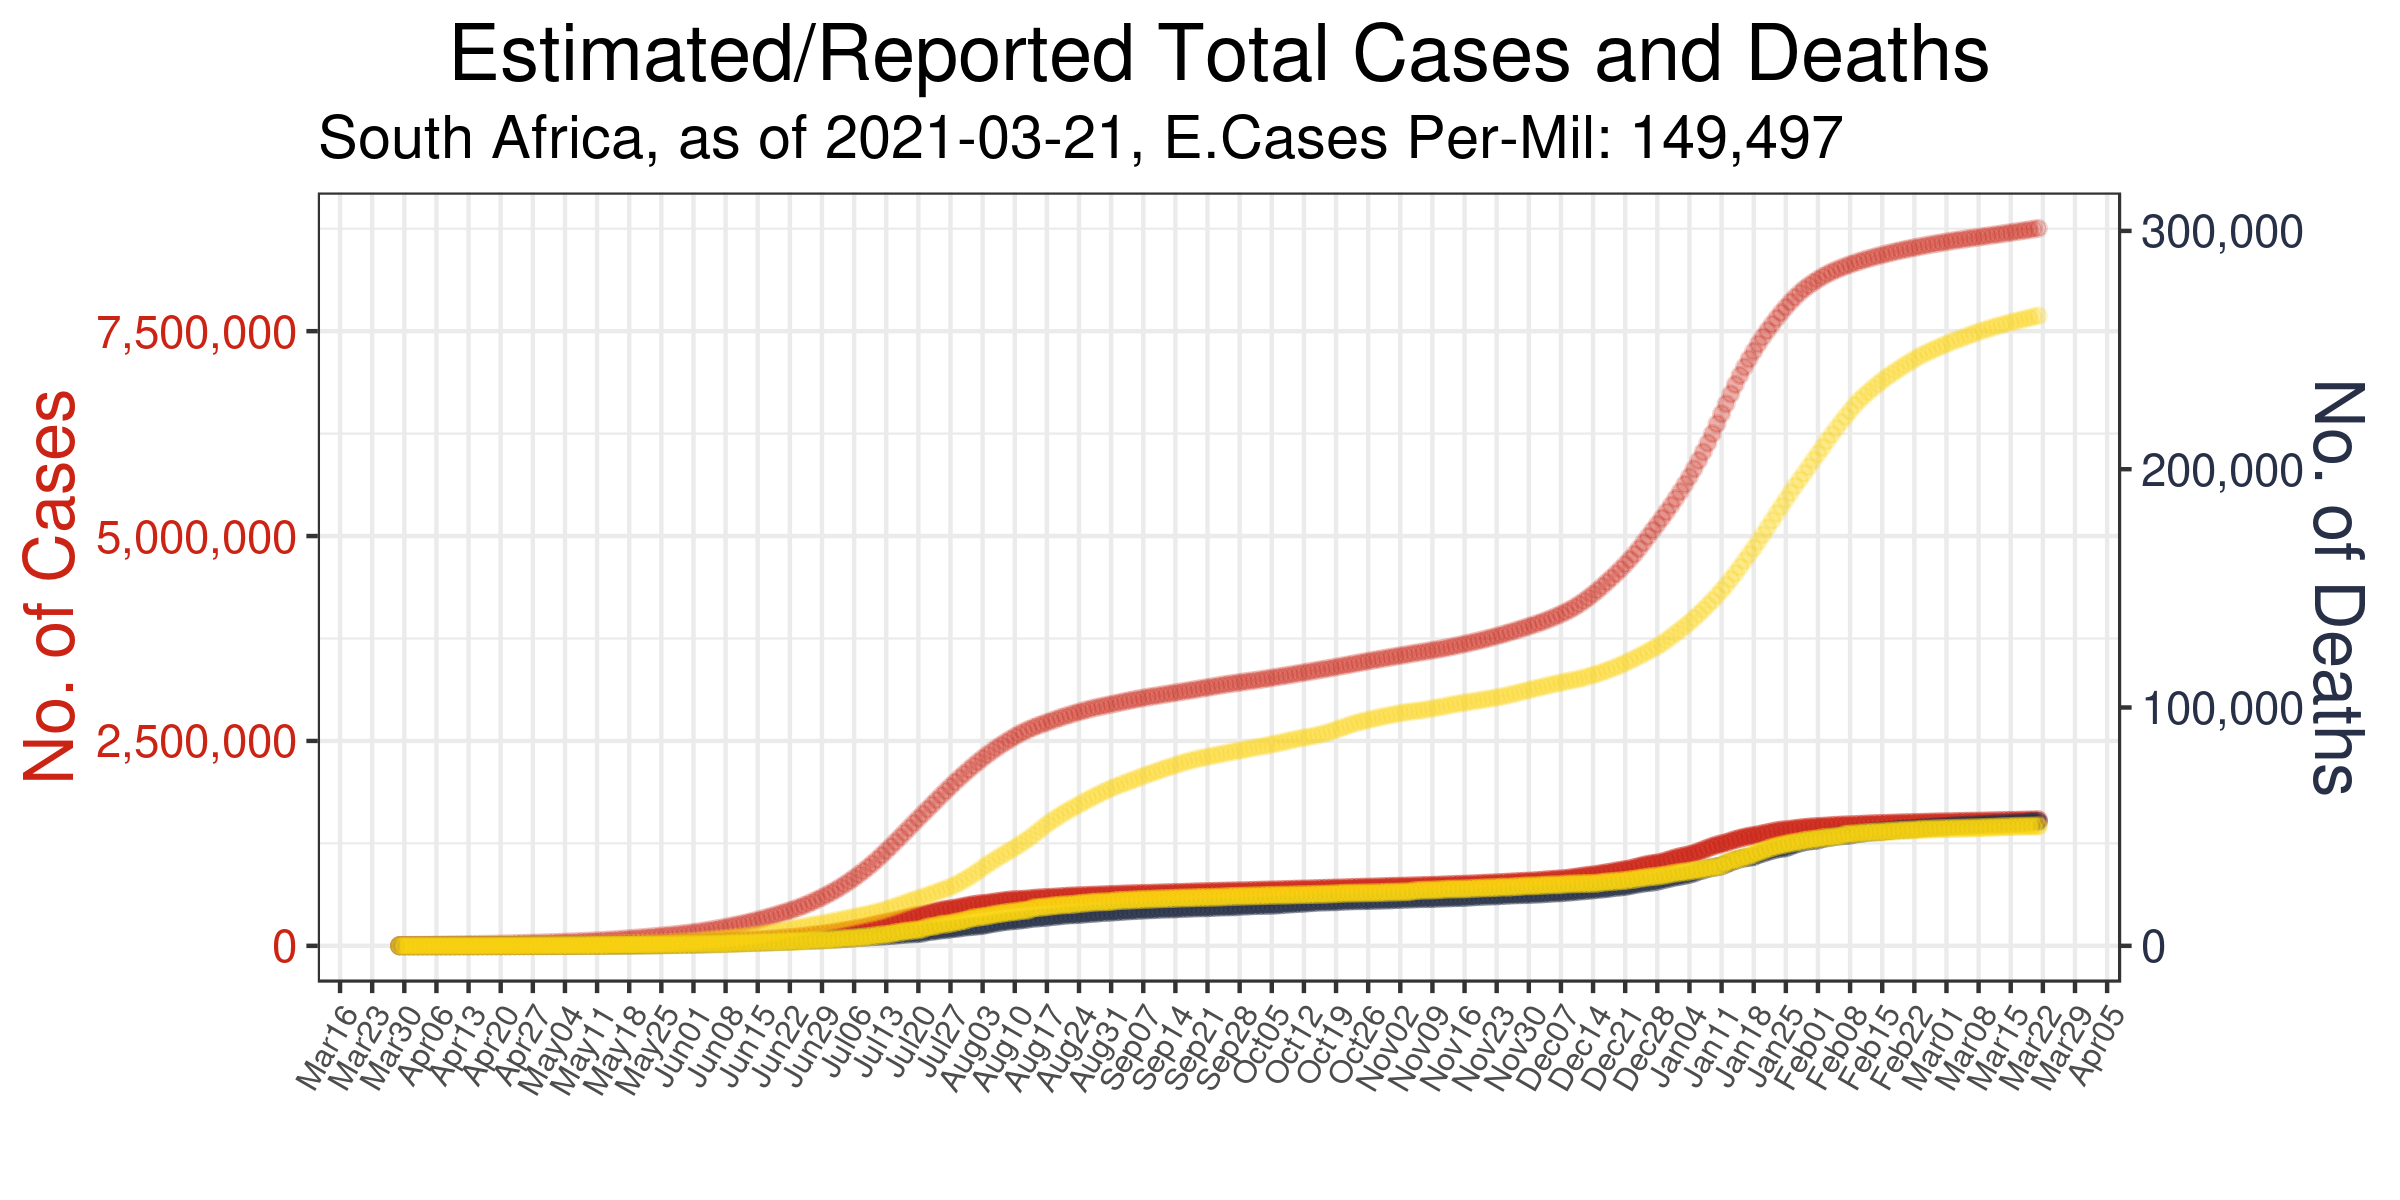 Estimated/Reported Total Cases and Deaths
South Africa, as of 2021-03-21, E.Cases Per-Mil: 149,497
No. of Cases
7,500,000
5,000,000
2,500,000
0
300,000
200,000
100,000
0
No. of Deaths
Mar16
Mar23
Mar30
Apr06
Apr13
Apr20
Apr27
May04
May11
May18
May25
Jun01
Jun08
Jun15
Jun22
Jun29
Jul06
Jul13
Jul20
Jul27
Aug03
Aug10
Aug17
Aug24
Aug31
Sep07
Sep14
Sep21
Sep28
Oct05
Oct12
Oct19
Oct26
Nov02
Nov09
Nov16
Nov23
Nov30
Dec07
Dec14
Dec21
Dec28
Jan04
Jan11
Jan18
Jan25
Feb01
Feb08
Feb15
Feb22
Mar01
Mar08
Mar15
Mar22
Mar29
Apr05